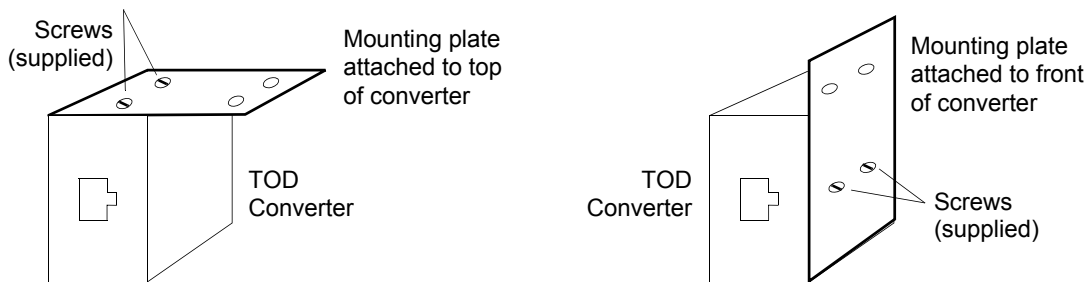 Screws
(supplied)
Mounting plate
attached to top
of converter
TOD
Converter
Mounting plate
attached to front
of converter
TOD
Converter
Screws
(supplied)